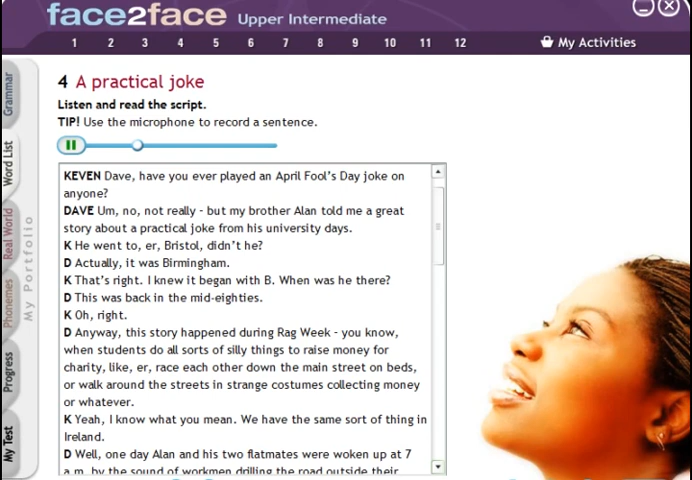 face2face Upper Intermediate
1 2 3 4 5 6 7 8 9 10 11 12 My Activities
Grammar
Word List
Real World
Phonemes
Progress
My Test
My Portfolio
4 A practical joke
Listen and read the script.
TIP! Use the microphone to record a sentence.
KEVEN Dave, have you ever played an April Fool's Day joke on
anyone?
DAVE Um, no, not really - but my brother Alan told me a great
story about a practical joke from his university days.
K He went to, er, Bristol, didn't he?
D Actually, it was Birmingham.
K That's right. I knew it began with B. When was he there?
D This was back in the mid-eighties.
K Oh, right.
D Anyway, this story happened during Rag Week - you know,
when students do all sorts of silly things to raise money for
charity, like, er, race each other down the main street on beds,
or walk around the streets in strange costumes collecting money
or whatever.
K Yeah, I know what you mean. We have the same sort of thing in
Ireland.
D Well, one day Alan and his two flatmates were woken up at 7
a.m. by the sound of workmen drilling the road outside their